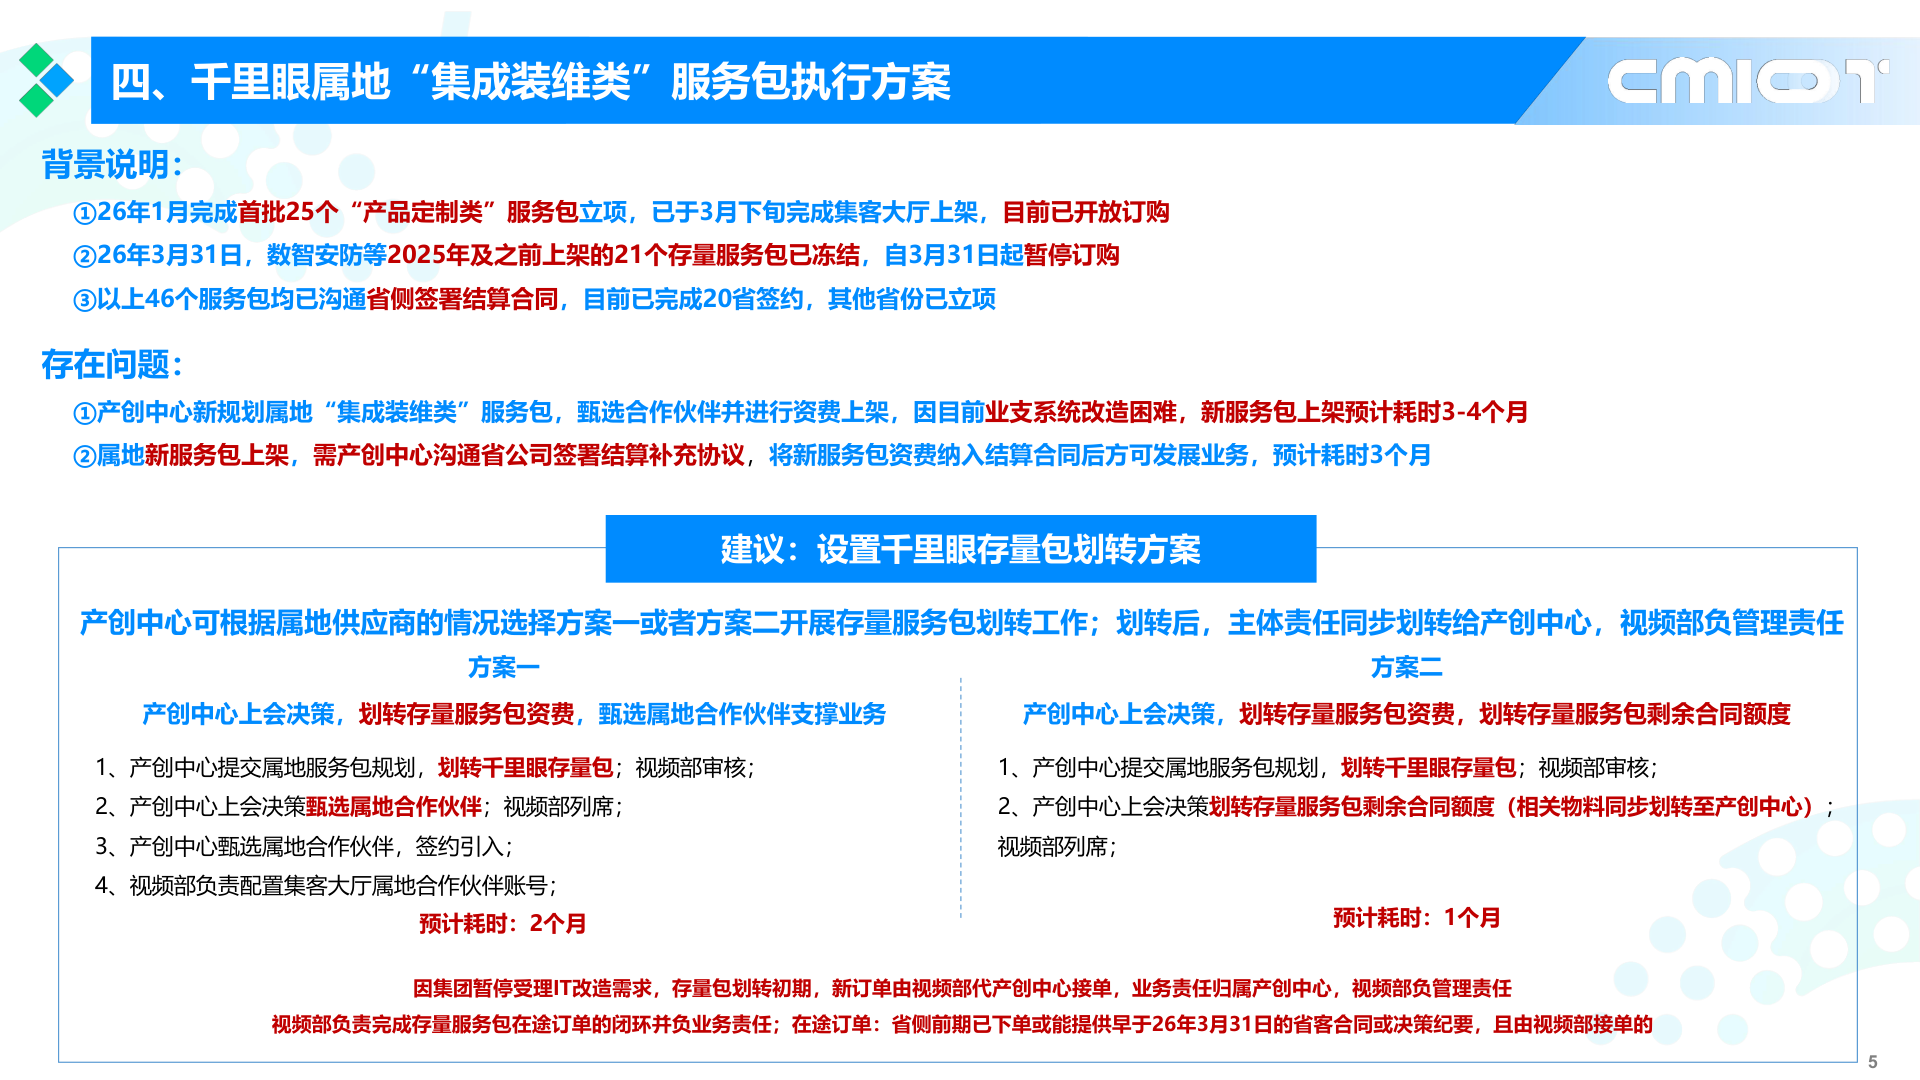 四、千里眼属地“集成装维类”服务包执行方案
CMIOT
背景说明：
①26年1月完成首批25个“产品定制类”服务包立项，已于3月下旬完成集客大厅上架，目前已开放订购
②26年3月31日，数智安防等2025年及之前上架的21个存量服务包已冻结，自3月31日起暂停订购
③以上46个服务包均已沟通省侧签署结算合同，目前已完成20省签约，其他省份已立项
存在问题：
①产创中心新规划属地“集成装维类”服务包，甄选合作伙伴并进行资费上架，因目前业支系统改造困难，新服务包上架预计耗时3-4个月
②属地新服务包上架，需产创中心沟通省公司签署结算补充协议，将新服务包资费纳入结算合同后方可发展业务，预计耗时3个月
建议：设置千里眼存量包划转方案
产创中心可根据属地供应商的情况选择方案一或者方案二开展存量服务包划转工作；划转后，主体责任同步划转给产创中心，视频部负管理责任
方案一
产创中心上会决策，划转存量服务包资费，甄选属地合作伙伴支撑业务
1、产创中心提交属地服务包规划，划转千里眼存量包；视频部审核；
2、产创中心上会决策甄选属地合作伙伴；视频部列席；
3、产创中心甄选属地合作伙伴，签约引入；
4、视频部负责配置集客大厅属地合作伙伴账号；
预计耗时：2个月
方案二
产创中心上会决策，划转存量服务包资费，划转存量服务包剩余合同额度
1、产创中心提交属地服务包规划，划转千里眼存量包；视频部审核；
2、产创中心上会决策划转存量服务包剩余合同额度（相关物料同步划转至产创中心）；
视频部列席；
预计耗时：1个月
因集团暂停受理IT改造需求，存量包划转初期，新订单由视频部代产创中心接单，业务责任归属产创中心，视频部负管理责任
视频部负责完成存量服务包在途订单的闭环并负业务责任；在途订单：省侧前期已下单或能提供早于26年3月31日的省客合同或决策纪要，且由视频部接单的
5